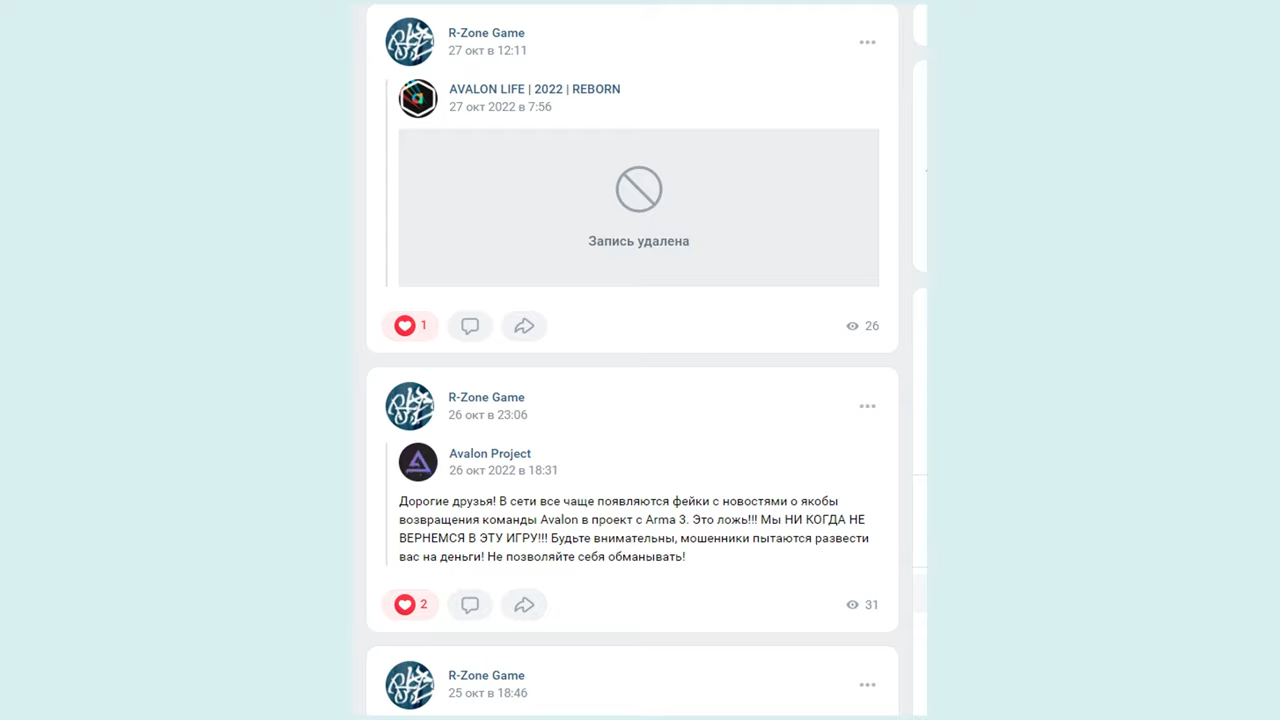 R-Zone Game
27 окт в 12:11
AVALON LIFE | 2022 | REBORN
27 окт 2022 в 7:56
Запись удалена
1
26
R-Zone Game
26 окт в 23:06
Avalon Project
26 окт 2022 в 18:31
Дорогие друзья! В сети все чаще появляются фейки с новостями о якобы
возвращения команды Avalon в проект с Arma 3. Это ложь!!! Мы НИ КОГДА НЕ
ВЕРНЕМСЯ В ЭТУ ИГРУ!!! Будьте внимательны, мошенники пытаются развести
вас на деньги! Не позволяйте себя обманывать!
2
31
R-Zone Game
25 окт в 18:46